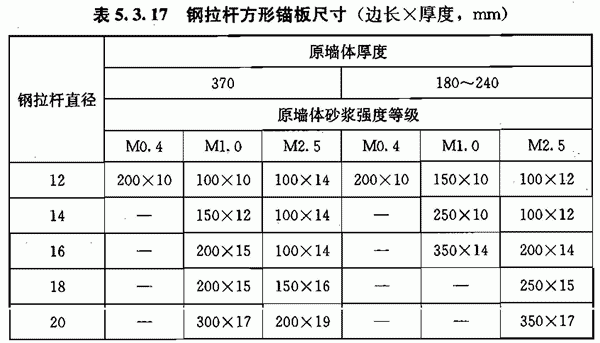 表 5.3.17 钢拉杆方形锚板尺寸（边长×厚度，mm）
钢拉杆直径
原墙体厚度
370 180～240
原墙体砂浆强度等级
M0.4 M1.0 M2.5 M0.4 M1.0 M2.5
12 200×10 100×10 100×14 200×10 150×10 100×12
14 — 150×12 100×14 — 250×10 100×12
16 — 200×15 100×14 — 350×14 200×14
18 — 200×15 150×16 — — 250×15
20 — 300×17 200×19 — — 350×17